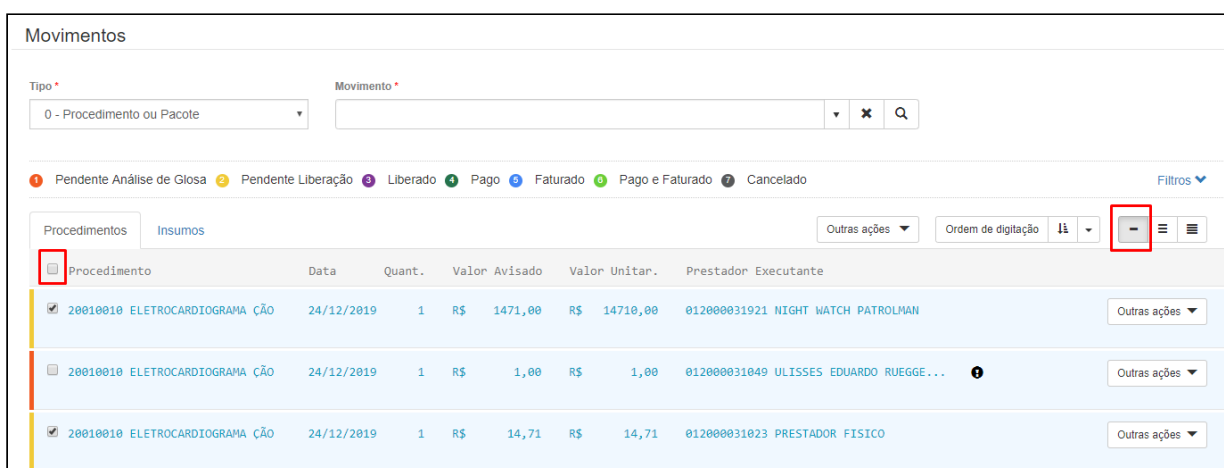 Movimentos
Tipo * Movimento *
0 - Procedimento ou Pacote
1 Pendente Análise de Glosa 2 Pendente Liberação 3 Liberado 4 Pago 5 Faturado 6 Pago e Faturado 7 Cancelado Filtros
Procedimentos Insumos Outras ações Ordem de digitação
Procedimento Data Quant. Valor Avisado Valor Unitar. Prestador Executante
20010010 ELETROCARDIOGRAMA ÇÃO 24/12/2019 1 R$ 1471,00 R$ 14710,00 012000031921 NIGHT WATCH PATROLMAN Outras ações
20010010 ELETROCARDIOGRAMA ÇÃO 24/12/2019 1 R$ 1,00 R$ 1,00 012000031049 ULISSES EDUARDO RUEGGE... Outras ações
20010010 ELETROCARDIOGRAMA ÇÃO 24/12/2019 1 R$ 14,71 R$ 14,71 012000031023 PRESTADOR FISICO Outras ações